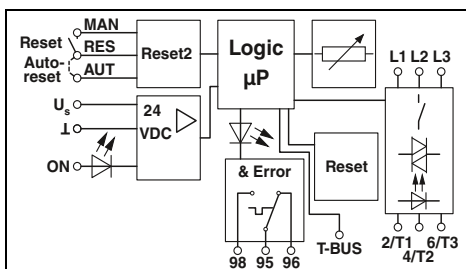 MAN
Reset RES
Auto-
reset AUT
Reset2
Logic
µP
L1 L2 L3
Us
⊥
ON
24
VDC
& Error
Reset
98 95 96
T-BUS
2/T1 6/T3
4/T2